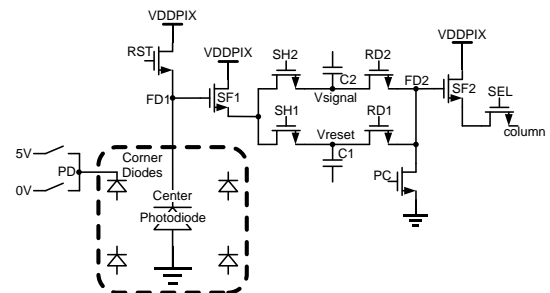 VDDPIX
RST
VDDPIX
FD1
SF1
SH2
RD2
C2
Vsignal
FD2
VDDPIX
SF2
SEL
column
SH1
RD1
Vreset
C1
PC
5V
PD
0V
Corner
Diodes
Center
Photodiode